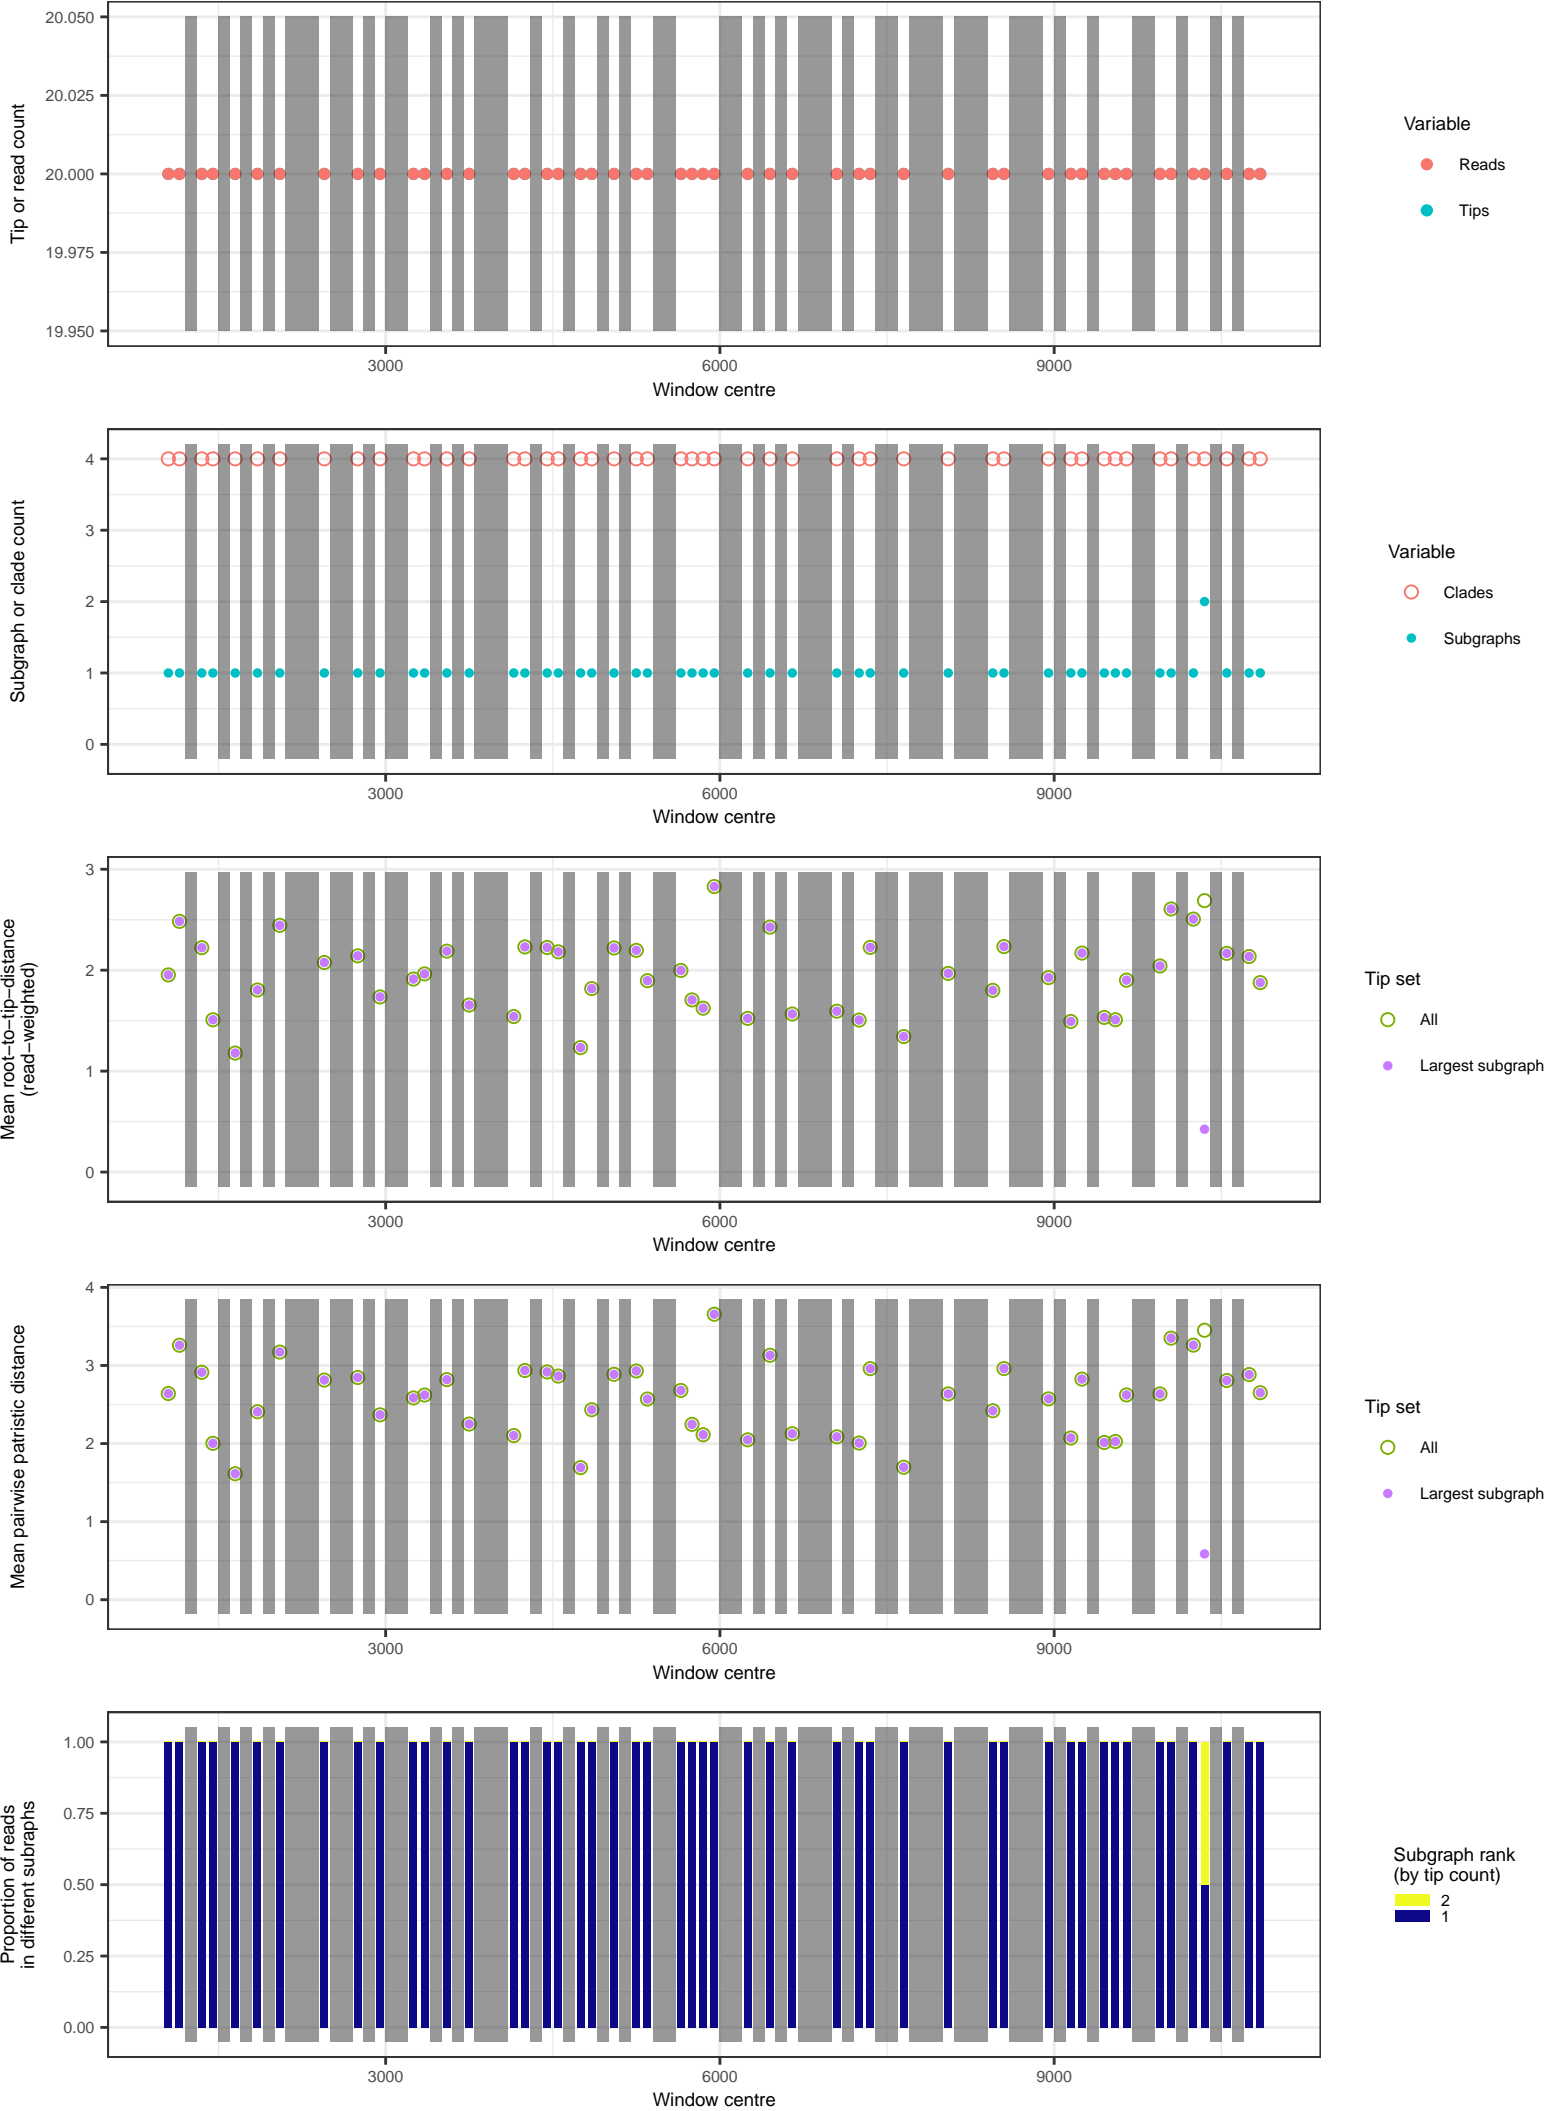 20.050
20.025
20.000
19.975
19.950
Tip or read count
3000 6000 9000
Window centre
Variable
Reads
Tips
4
3
2
1
0
Subgraph or clade count
3000 6000 9000
Window centre
Variable
Clades
Subgraphs
3
2
1
0
Mean root−to−tip−distance
(read−weighted)
3000 6000 9000
Window centre
Tip set
All
Largest subgraph
4
3
2
1
0
Mean pairwise patristic distance
3000 6000 9000
Window centre
Tip set
All
Largest subgraph
1.00
0.75
0.50
0.25
0.00
Proportion of reads
in different subraphs
3000 6000 9000
Window centre
Subgraph rank
(by tip count)
2
1